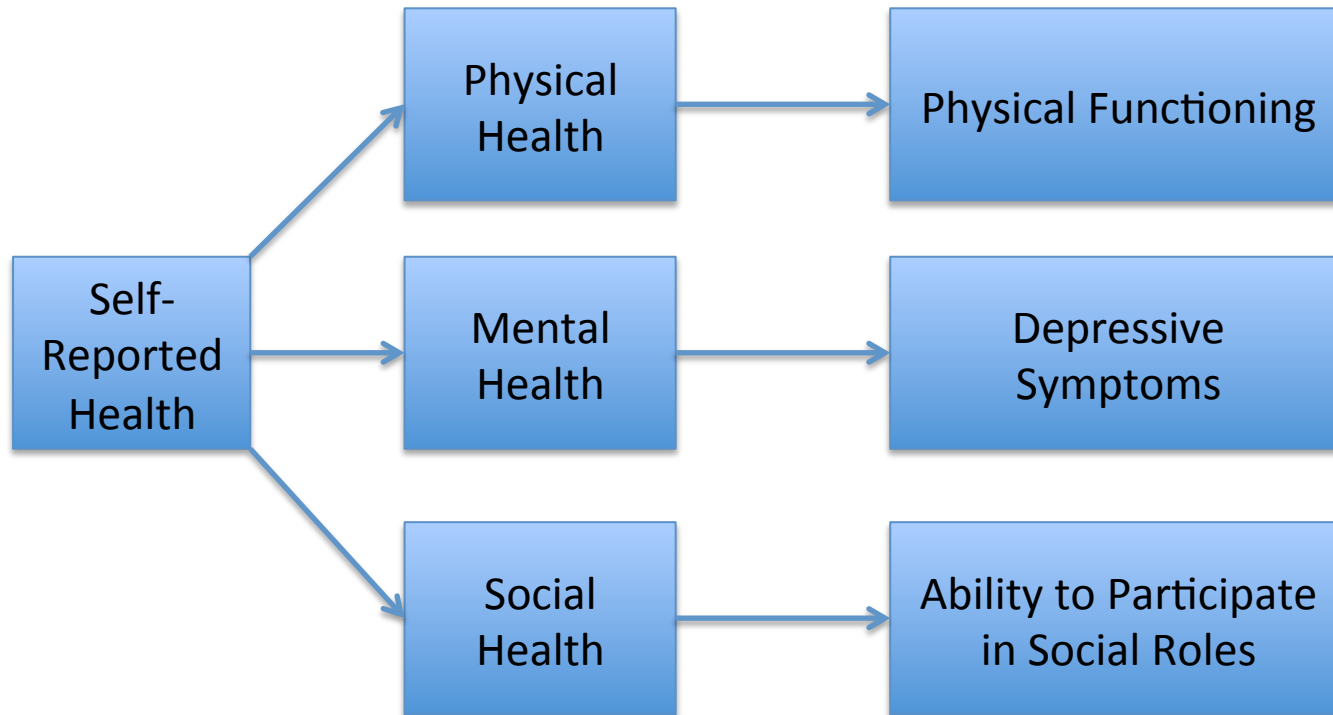 Physical
Health
Physical Functioning
Self-
Reported
Health
Mental
Health
Depressive
Symptoms
Social
Health
Ability to Participate
in Social Roles